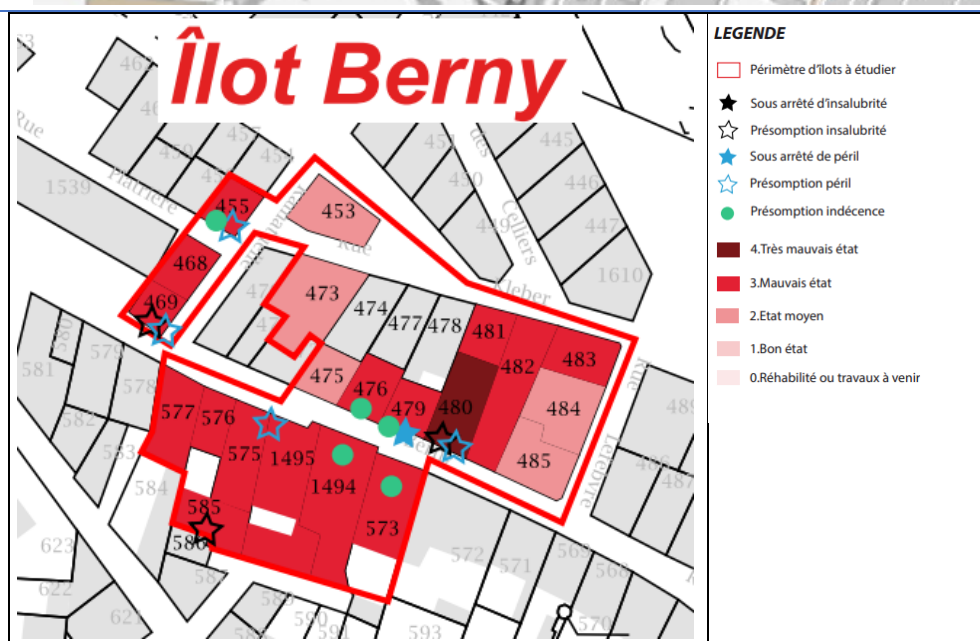 Îlot Berny
LEGENDE
Périmètre d'îlots à étudier
Sous arrêté d'insalubrité
Présomption insalubrité
Sous arrêté de péril
Présomption péril
Présomption indécence
4.Très mauvais état
3.Mauvais état
2.Etat moyen
1.Bon état
0.Réhabilité ou travaux à venir
Rue
457
454
451
des
445
1539
Platrière
450
446
455
453
Rue
449
Celliers
447
468
1610
Kleber
469
473
474
477
478
481
482
483
Rue
581
580
579
578
475
476
479
480
484
485
489
577
576
582
583
575
1495
1494
573
Lefebvre
486
487
584
585
586
623
572
571
569
568
587
622
621
589
590
591
593
570